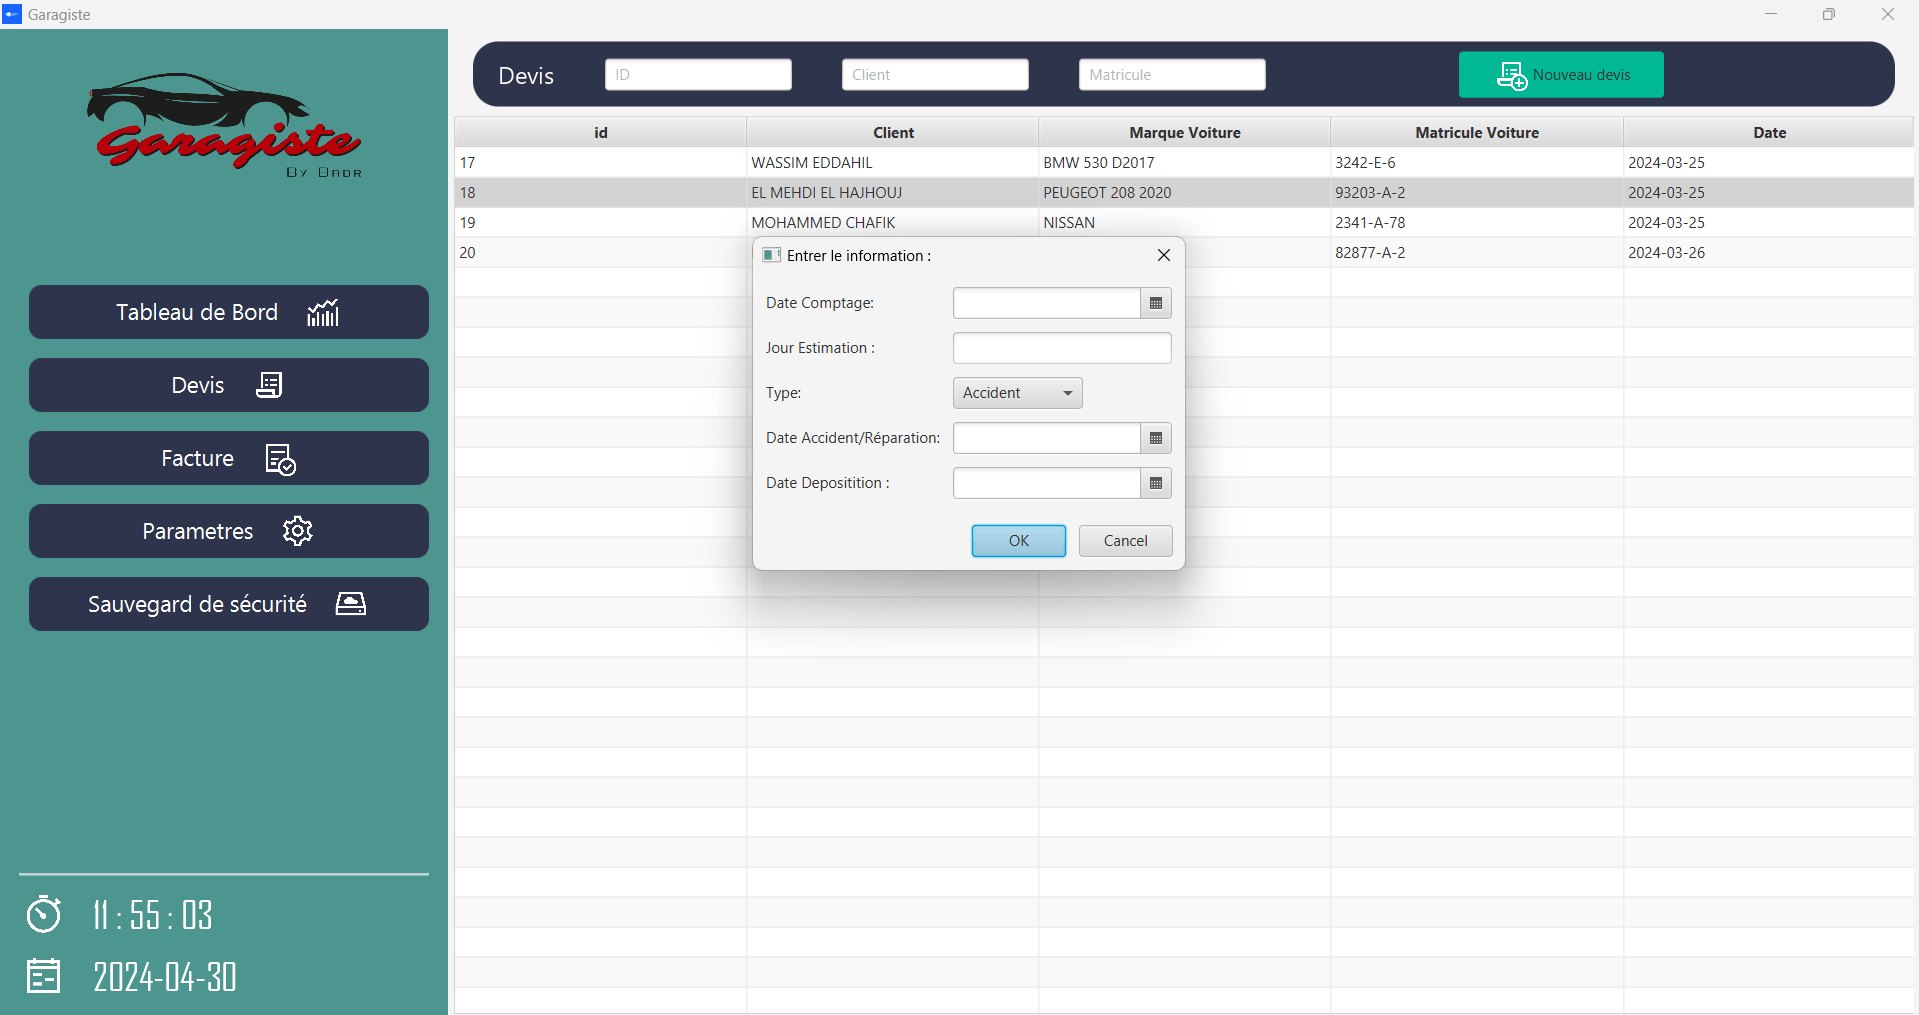 Garagiste
Garagiste
By Badr
Tableau de Bord
Devis
Facture
Parametres
Sauvegard de sécurité
11 : 55 : 03
2024-04-30
Devis
ID
Client
Matricule
Nouveau devis
id Client Marque Voiture Matricule Voiture Date
17 WASSIM EDDAHIL BMW 530 D2017 3242-E-6 2024-03-25
18 EL MEHDI EL HAJHOUJ PEUGEOT 208 2020 93203-A-2 2024-03-25
19 MOHAMMED CHAFIK NISSAN 2341-A-78 2024-03-25
20 82877-A-2 2024-03-26
Entrer le information :
Date Comptage:
Jour Estimation :
Type: Accident
Date Accident/Réparation:
Date Depositition :
OK Cancel